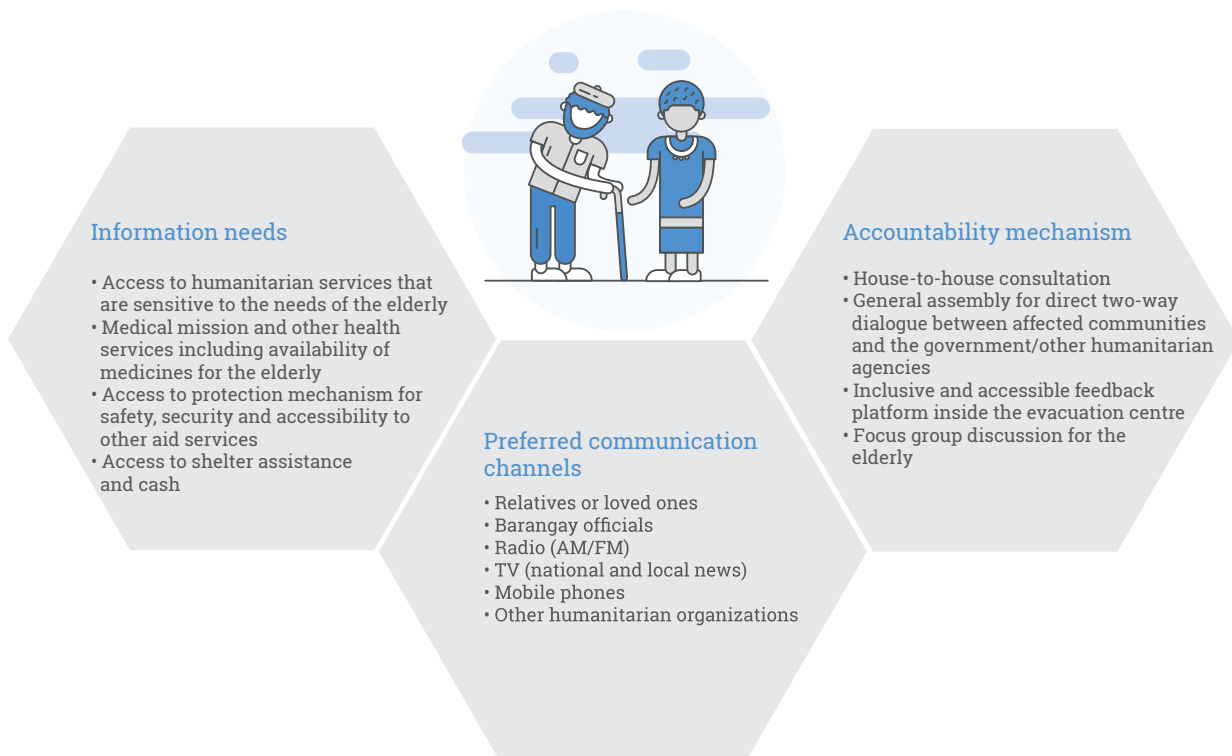 Information needs
• Access to humanitarian services that
are sensitive to the needs of the elderly
• Medical mission and other health
services including availability of
medicines for the elderly
• Access to protection mechanism for
safety, security and accessibility to
other aid services
• Access to shelter assistance
and cash
Preferred communication
channels
• Relatives or loved ones
• Barangay officials
• Radio (AM/FM)
• TV (national and local news)
• Mobile phones
• Other humanitarian organizations
Accountability mechanism
• House-to-house consultation
• General assembly for direct two-way
dialogue between affected communities
and the government/other humanitarian
agencies
• Inclusive and accessible feedback
platform inside the evacuation centre
• Focus group discussion for the
elderly